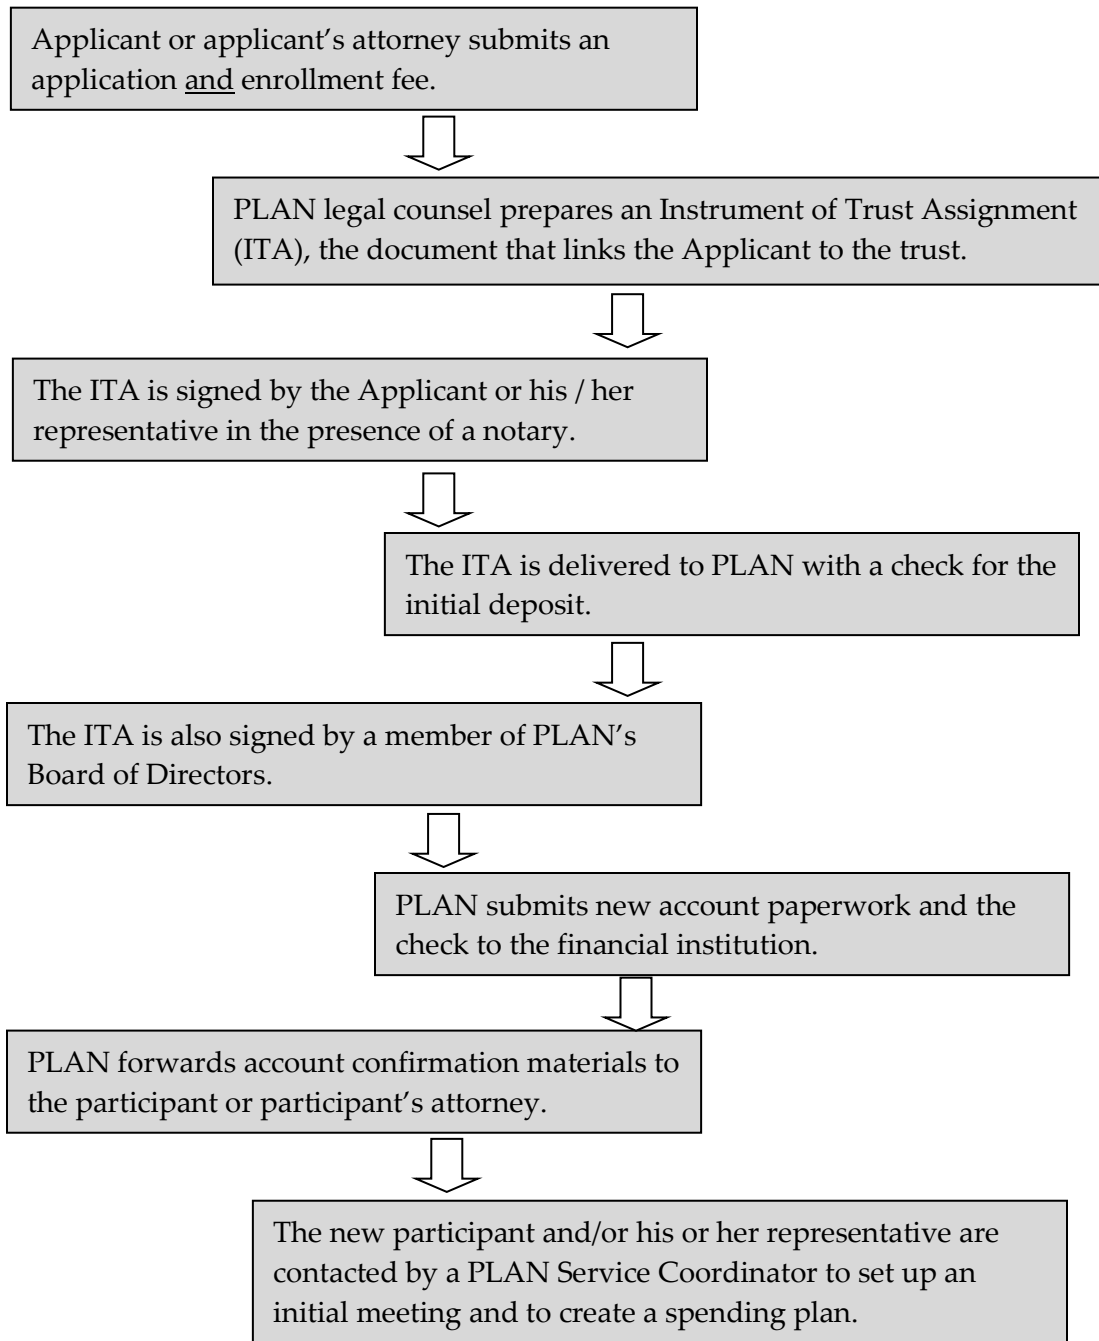 Applicant or applicant’s attorney submits an
application and enrollment fee.
PLAN legal counsel prepares an Instrument of Trust Assignment
(ITA), the document that links the Applicant to the trust.
The ITA is signed by the Applicant or his / her
representative in the presence of a notary.
The ITA is delivered to PLAN with a check for the
initial deposit.
The ITA is also signed by a member of PLAN’s
Board of Directors.
PLAN submits new account paperwork and the
check to the financial institution.
PLAN forwards account confirmation materials to
the participant or participant’s attorney.
The new participant and/or his or her representative are
contacted by a PLAN Service Coordinator to set up an
initial meeting and to create a spending plan.